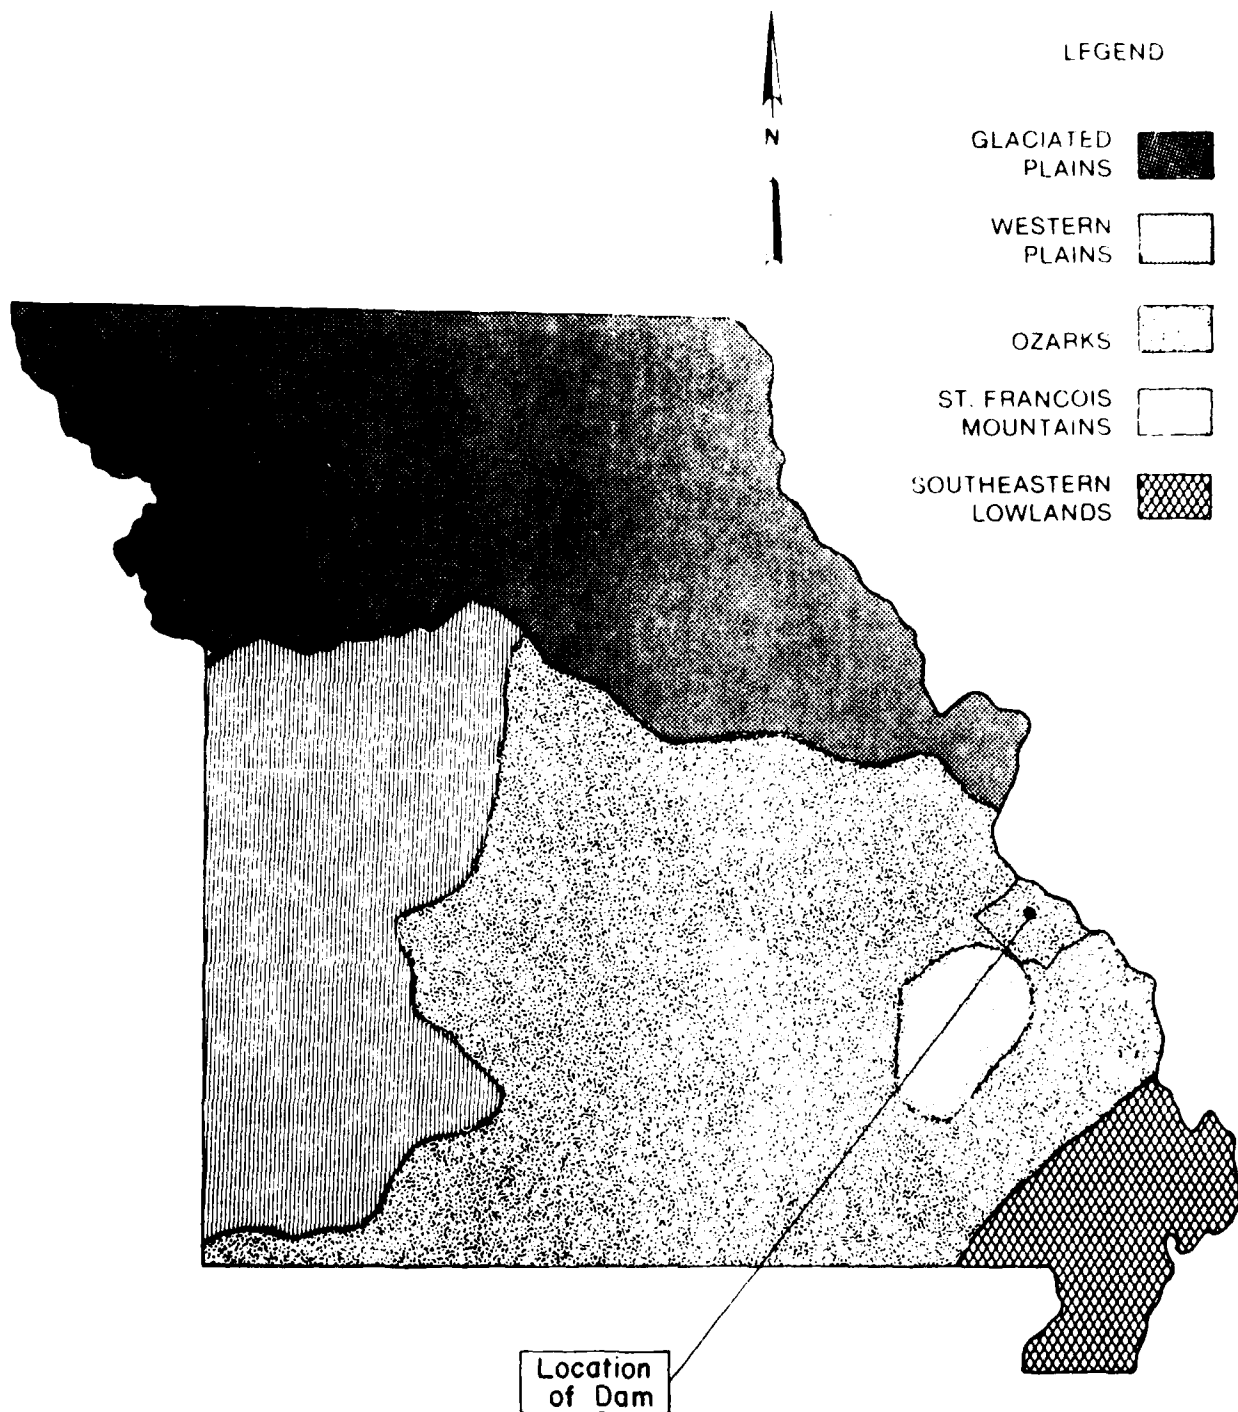 LEGEND
N
GLACIATED
PLAINS
WESTERN
PLAINS
OZARKS
ST. FRANCOIS
MOUNTAINS
SOUTHEASTERN
LOWLANDS
Location
of Dam